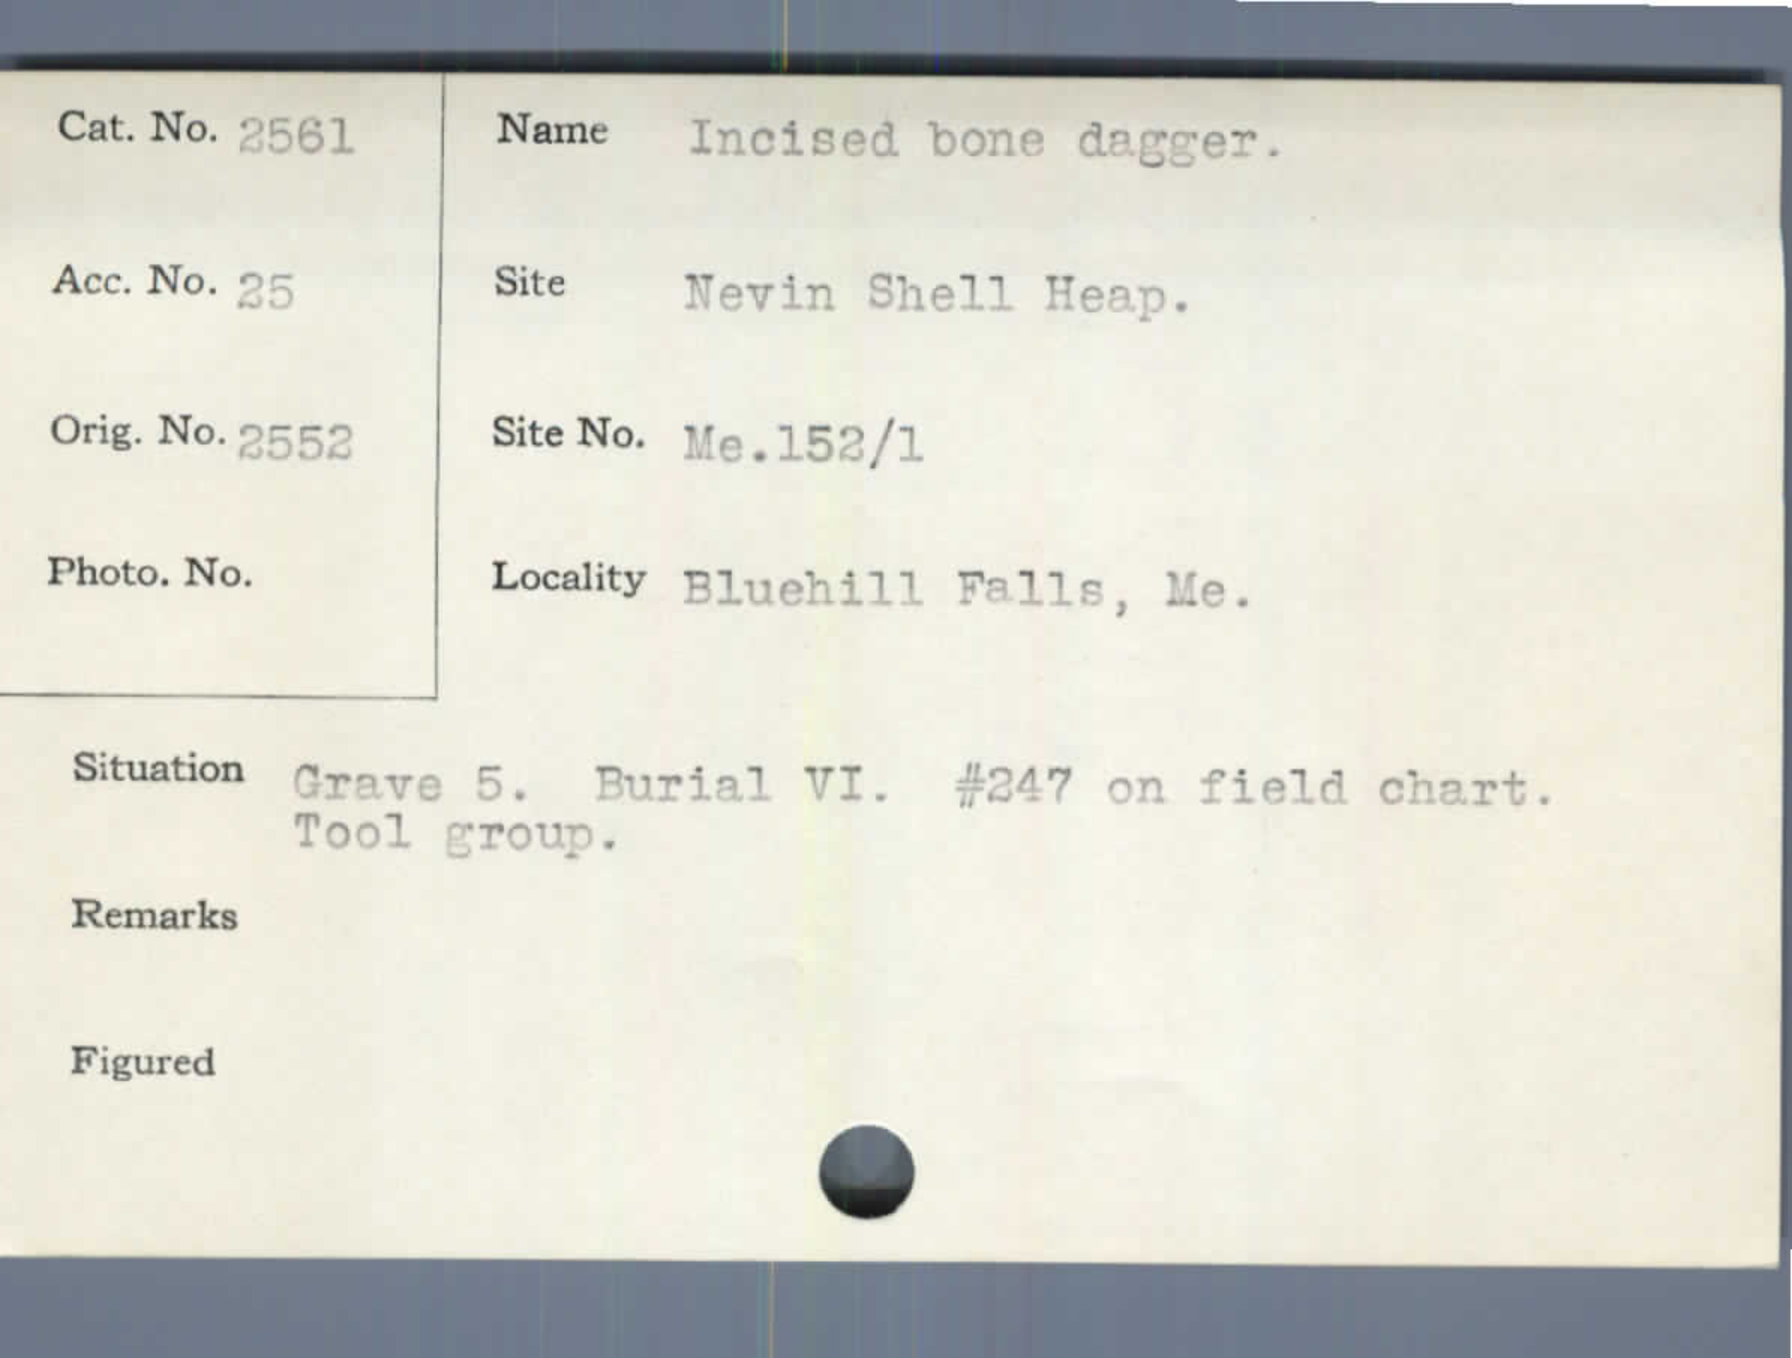 Cat. No. 2561
Name Incised bone dagger.
Acc. No. 25
Site Nevin Shell Heap.
Orig. No. 2552
Site No. Me.152/1
Photo. No.
Locality Bluehill Falls, Me.
Situation Grave 5. Burial VI. #247 on field chart.
Tool group.
Remarks
Figured